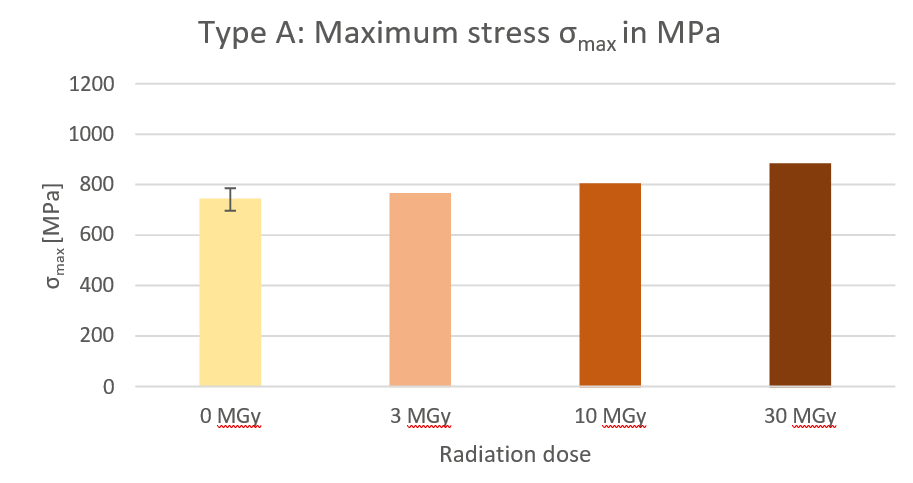 Type A: Maximum stress σmax in MPa
1200
1000
800
600
400
200
0
σmax [MPa]
0 MGy 3 MGy 10 MGy 30 MGy
Radiation dose